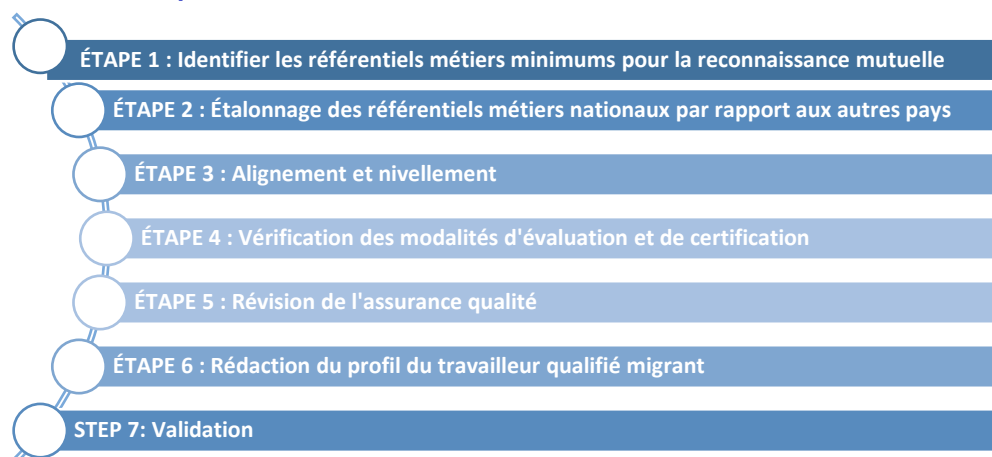 ÉTAPE 1 : Identifier les référentiels métiers minimums pour la reconnaissance mutuelle
ÉTAPE 2 : Étalonnage des référentiels métiers nationaux par rapport aux autres pays
ÉTAPE 3 : Alignement et nivellement
ÉTAPE 4 : Vérification des modalités d'évaluation et de certification
ÉTAPE 5 : Révision de l'assurance qualité
ÉTAPE 6 : Rédaction du profil du travailleur qualifié migrant
STEP 7: Validation